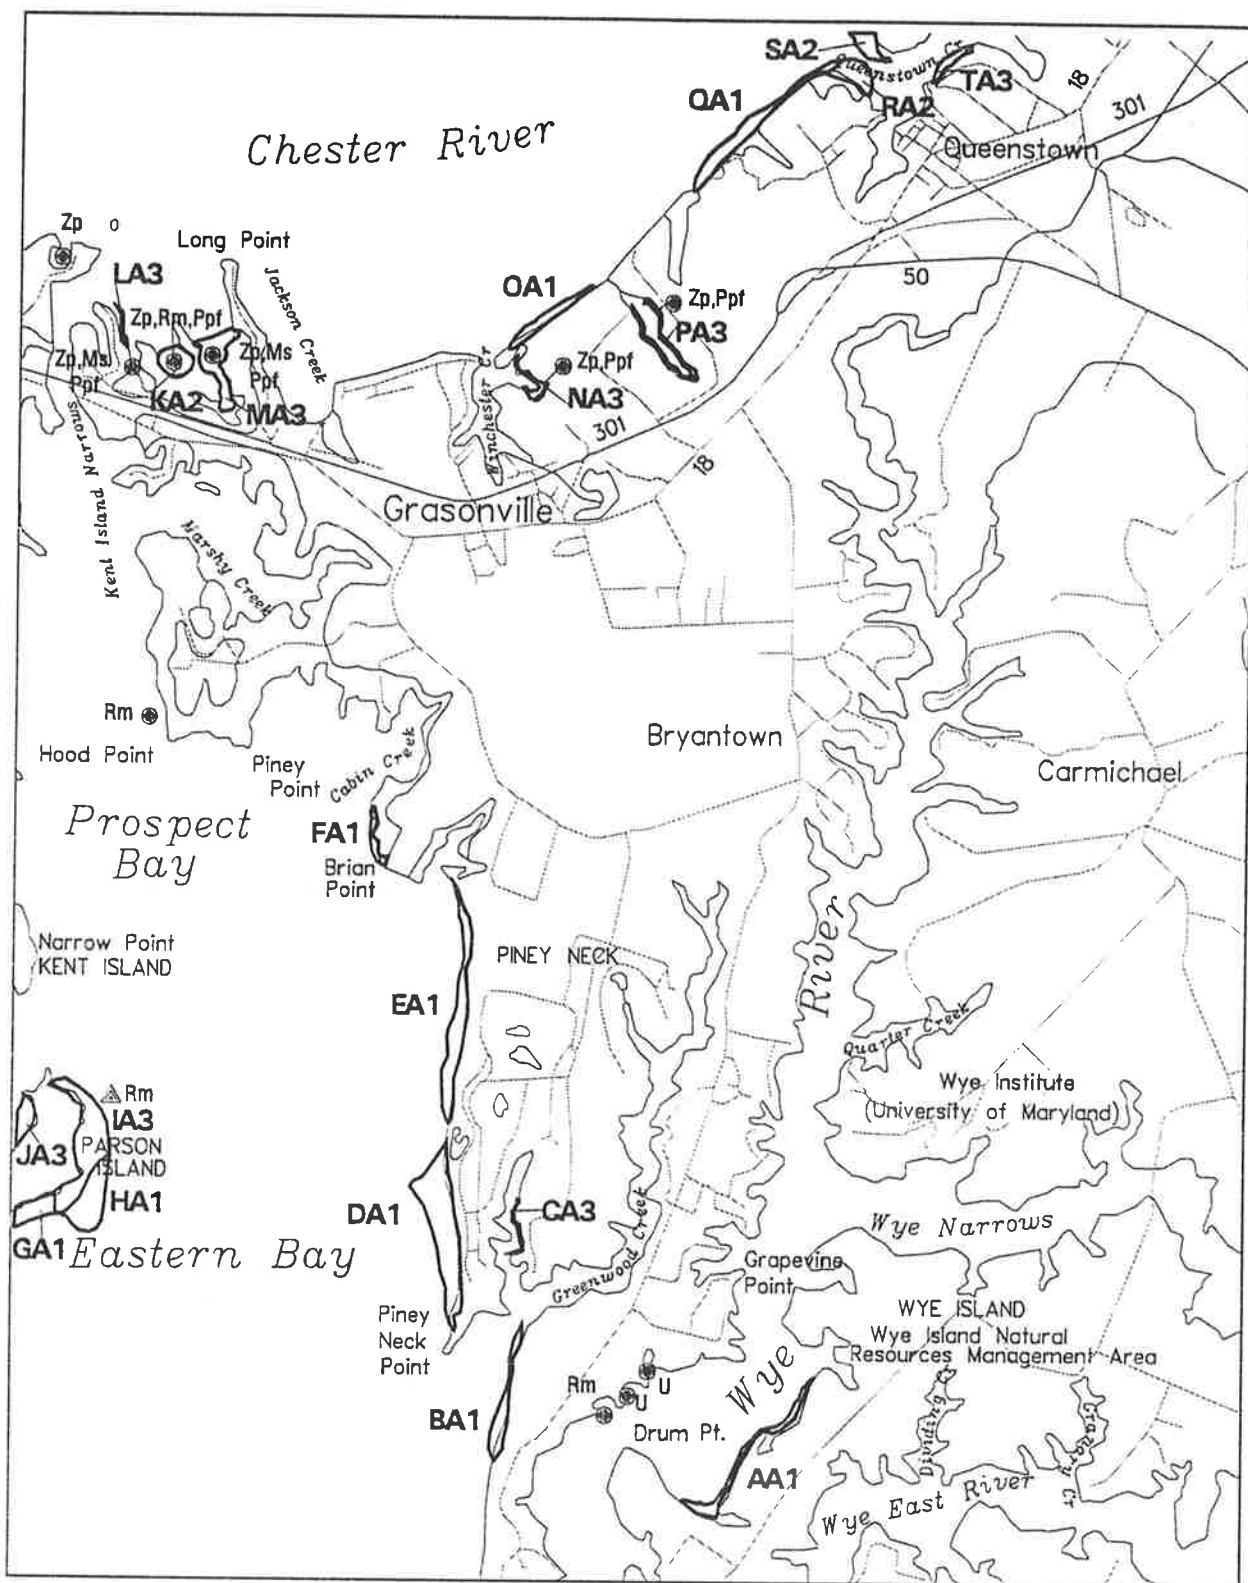 SA2
Queenstown Cr
TA3
18
QA1
RA2
301
Chester River
Queenstown
Zp
Long Point
50
LA3
Jackson Creek
OA1
Zp,Ppf
Zp,Rm,Ppf
PA3
Zp,Ms
Ppf
Zp,Ms
Ppf
Zp,Ppf
KA2
MA3
NA3
Winchester Cr
301
18
Kent Island Narrows
Grasonville
Marshy Creek
Rm
Bryantown
Hood Point
Piney
Point
Cabin Creek
Carmichael
Prospect
Bay
FA1
Brian
Point
Narrow Point
KENT ISLAND
PINEY NECK
River
EA1
Quarter Creek
Wye Institute
(University of Maryland)
Rm
IA3
JA3
PARSON
ISLAND
HA1
DA1
CA3
Wye Narrows
GA1
Eastern Bay
Greenwood Creek
Grapevine
Point
Piney
Neck
Point
WYE ISLAND
Wye Island Natural
Resources Management Area
Wye
Rm
U
U
BA1
Drum Pt.
Dividing Cr
Granary Cr
AA1
Wye East River